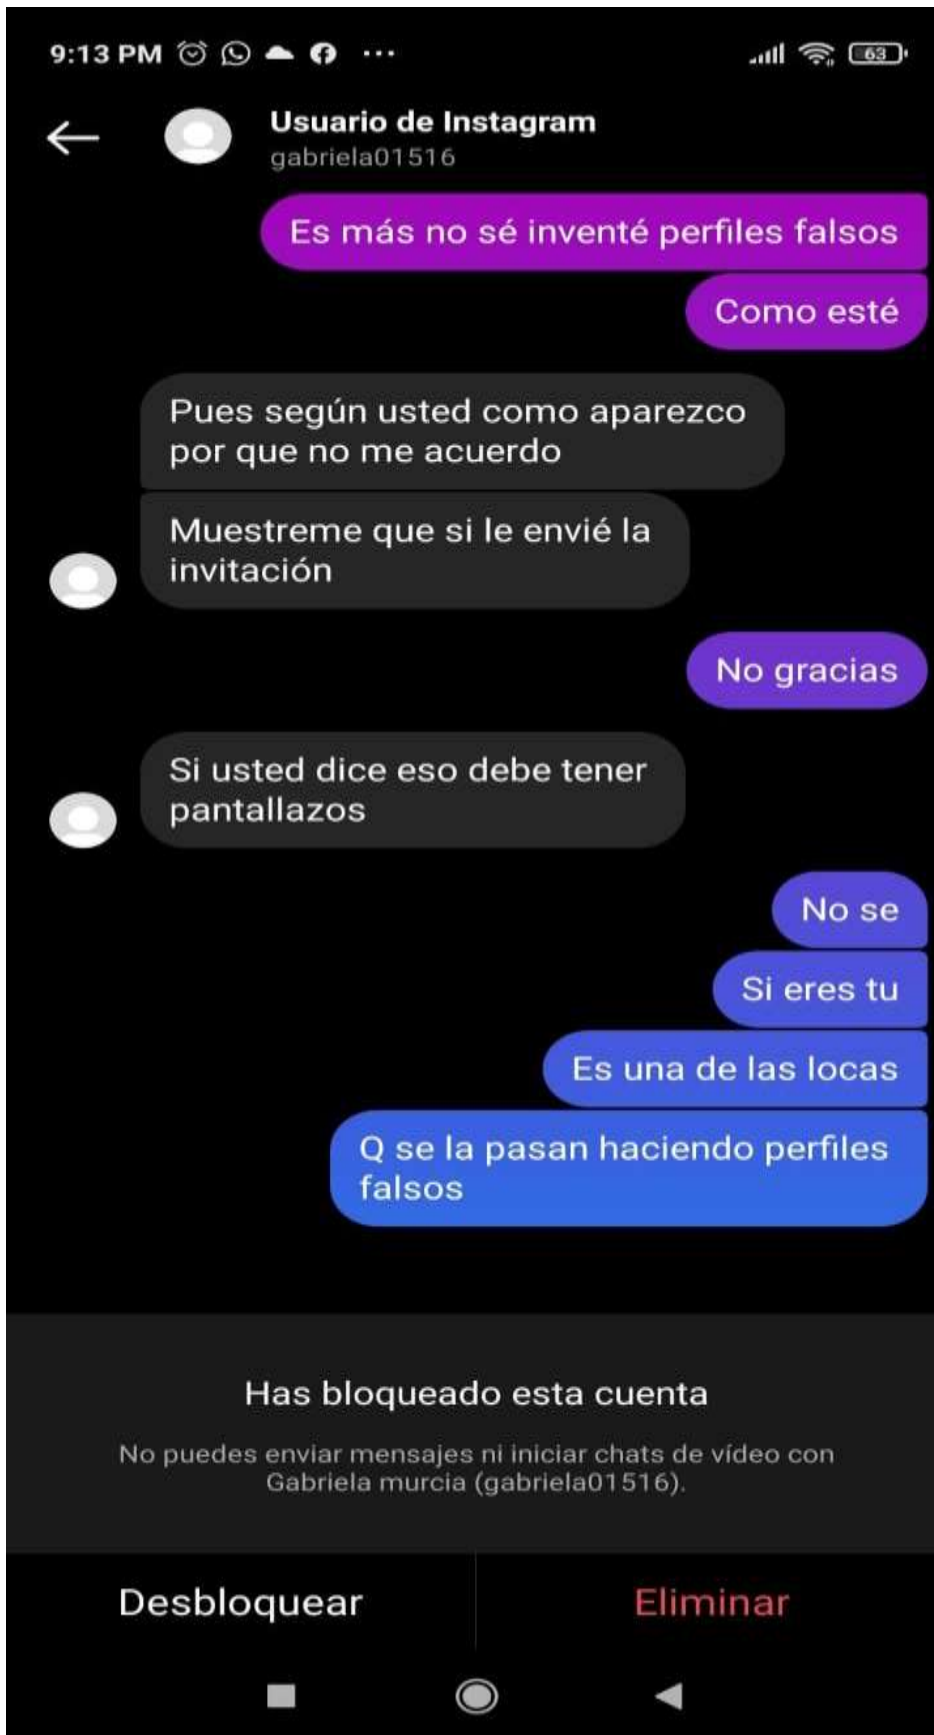 9:13 PM
63
Usuario de Instagram
gabriela01516
Es más no sé inventé perfiles falsos
Como esté
Pues según usted como aparezco
por que no me acuerdo
Muestreme que si le envié la
invitación
No gracias
Si usted dice eso debe tener
pantallazos
No se
Si eres tu
Es una de las locas
Q se la pasan haciendo perfiles
falsos
Has bloqueado esta cuenta
No puedes enviar mensajes ni iniciar chats de vídeo con
Gabriela murcia (gabriela01516).
Desbloquear
Eliminar